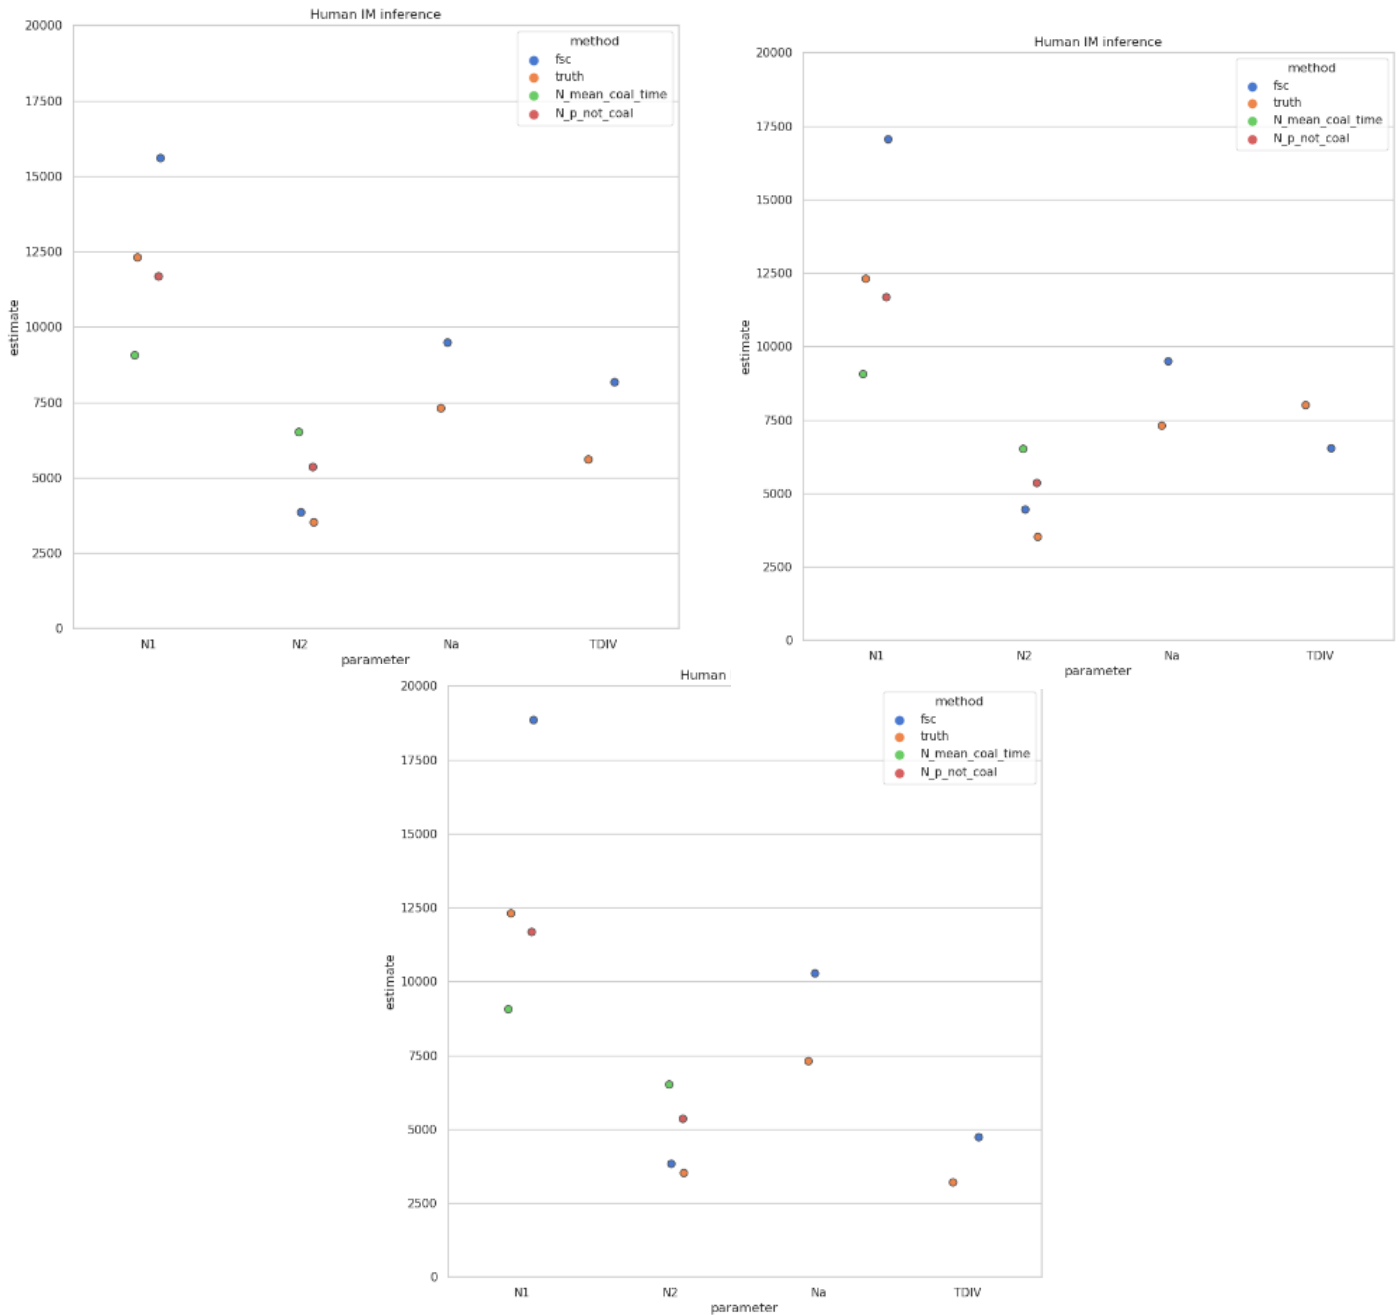 Human IM inference
20000
17500
15000
12500
10000
7500
5000
2500
0
estimate
method
fsc
truth
N_mean_coal_time
N_p_not_coal
N1 N2 Na TDIV
parameter
Human IM inference
20000
17500
15000
12500
10000
7500
5000
2500
0
estimate
method
fsc
truth
N_mean_coal_time
N_p_not_coal
N1 N2 Na TDIV
parameter
Human
20000
17500
15000
12500
10000
7500
5000
2500
0
estimate
method
fsc
truth
N_mean_coal_time
N_p_not_coal
N1 N2 Na TDIV
parameter